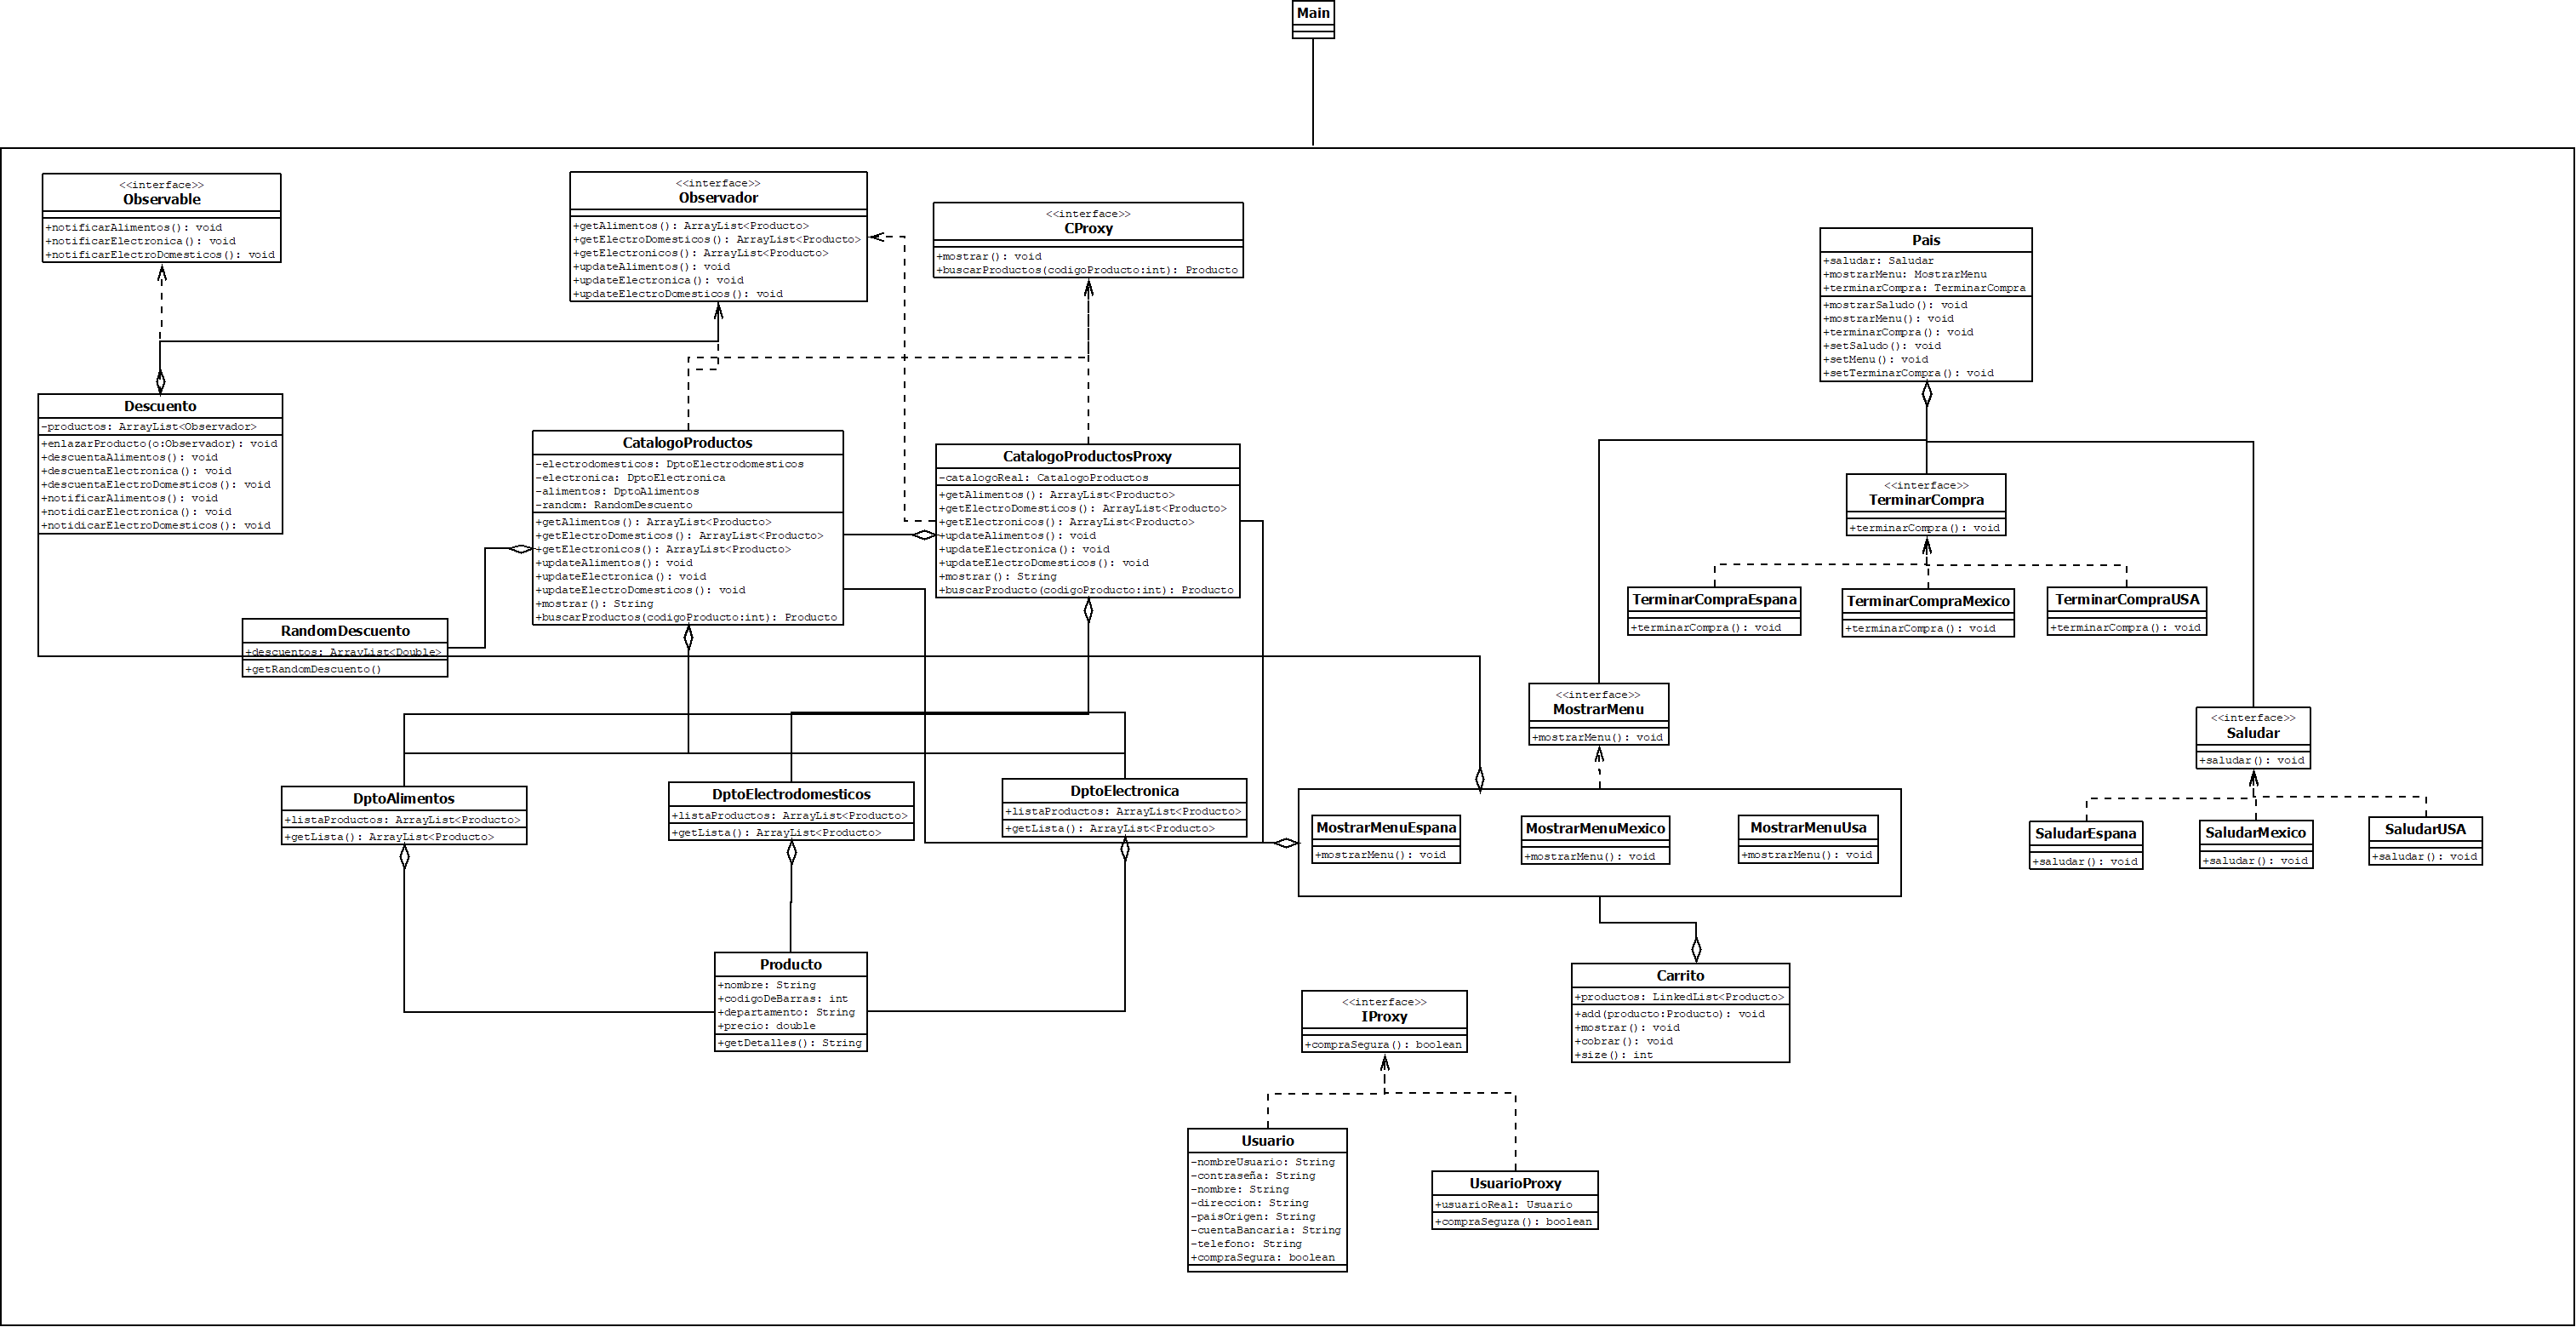 Main
<<interface>>
Observable
+notificarAlimentos(): void
+notificarElectronica(): void
+notificarElectroDomesticos(): void
<<interface>>
Observador
+getAlimentos(): ArrayList<Producto>
+getElectroDomesticos(): ArrayList<Producto>
+getElectronicos(): ArrayList<Producto>
+updateAlimentos(): void
+updateElectronica(): void
+updateElectroDomesticos(): void
<<interface>>
CProxy
+mostrar(): void
+buscarProductos(codigoProducto:int): Producto
Pais
+saludar: Saludar
+mostrarMenu: MostrarMenu
+terminarCompra: TerminarCompra
+mostrarSaludo(): void
+mostrarMenu(): void
+terminarCompra(): void
+setSaludo(): void
+setMenu(): void
+setTerminarCompra(): void
Descuento
-productos: ArrayList<Observador>
+enlazarProducto(o:Observador): void
+descuentaAlimentos(): void
+descuentaElectronica(): void
+descuentaElectroDomesticos(): void
+notificarAlimentos(): void
+notidicarElectronica(): void
+notidicarElectroDomesticos(): void
CatalogoProductos
-electrodomesticos: DptoElectrodomesticos
-electronica: DptoElectronica
-alimentos: DptoAlimentos
-random: RandomDescuento
+getAlimentos(): ArrayList<Producto>
+getElectroDomesticos(): ArrayList<Producto>
+getElectronicos(): ArrayList<Producto>
+updateAlimentos(): void
+updateElectronica(): void
+updateElectroDomesticos(): void
+mostrar(): String
+buscarProductos(codigoProducto:int): Producto
CatalogoProductosProxy
-catalogoReal: CatalogoProductos
+getAlimentos(): ArrayList<Producto>
+getElectroDomesticos(): ArrayList<Producto>
+getElectronicos(): ArrayList<Producto>
+updateAlimentos(): void
+updateElectronica(): void
+updateElectroDomesticos(): void
+mostrar(): String
+buscarProducto(codigoProducto:int): Producto
<<interface>>
TerminarCompra
+terminarCompra(): void
TerminarCompraEspana
+terminarCompra(): void
TerminarCompraMexico
+terminarCompra(): void
TerminarCompraUSA
+terminarCompra(): void
RandomDescuento
+descuentos: ArrayList<Double>
+getRandomDescuento()
<<interface>>
MostrarMenu
+mostrarMenu(): void
<<interface>>
Saludar
+saludar(): void
DptoAlimentos
+listaProductos: ArrayList<Producto>
+getLista(): ArrayList<Producto>
DptoElectrodomesticos
+listaProductos: ArrayList<Producto>
+getLista(): ArrayList<Producto>
DptoElectronica
+listaProductos: ArrayList<Producto>
+getLista(): ArrayList<Producto>
MostrarMenuEspana
+mostrarMenu(): void
MostrarMenuMexico
+mostrarMenu(): void
MostrarMenuUsa
+mostrarMenu(): void
SaludarEspana
+saludar(): void
SaludarMexico
+saludar(): void
SaludarUSA
+saludar(): void
Producto
+nombre: String
+codigoDeBarras: int
+departamento: String
+precio: double
+getDetalles(): String
Carrito
+productos: LinkedList<Producto>
+add(producto:Producto): void
+mostrar(): void
+cobrar(): void
+size(): int
<<interface>>
IProxy
+compraSegura(): boolean
Usuario
-nombreUsuario: String
-contraseña: String
-nombre: String
-direccion: String
-paisOrigen: String
-cuentaBancaria: String
-telefono: String
+compraSegura: boolean
UsuarioProxy
+usuarioReal: Usuario
+compraSegura(): boolean